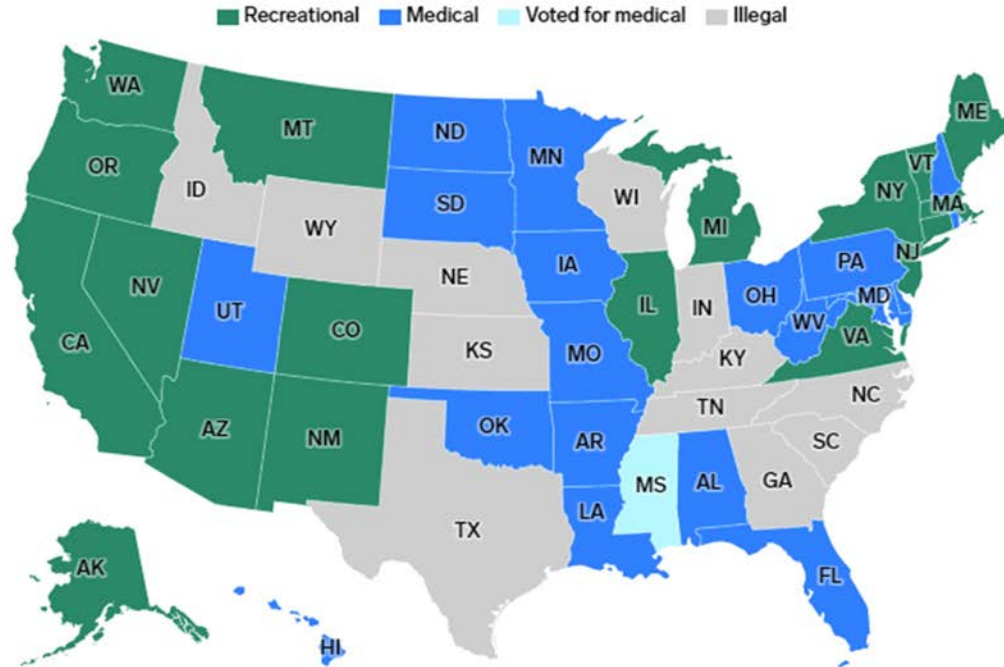 Recreational Medical Voted for medical Illegal
WA
MT
ND
MN
ME
OR
ID
SD
WI
VT
NY
MA
MI
WY
IA
PA
NJ
NE
OH
MD
NV
UT
IL
IN
WV
VA
CA
CO
KS
MO
KY
NC
TN
AZ
NM
OK
AR
SC
MS
AL
GA
LA
TX
AK
FL
HI